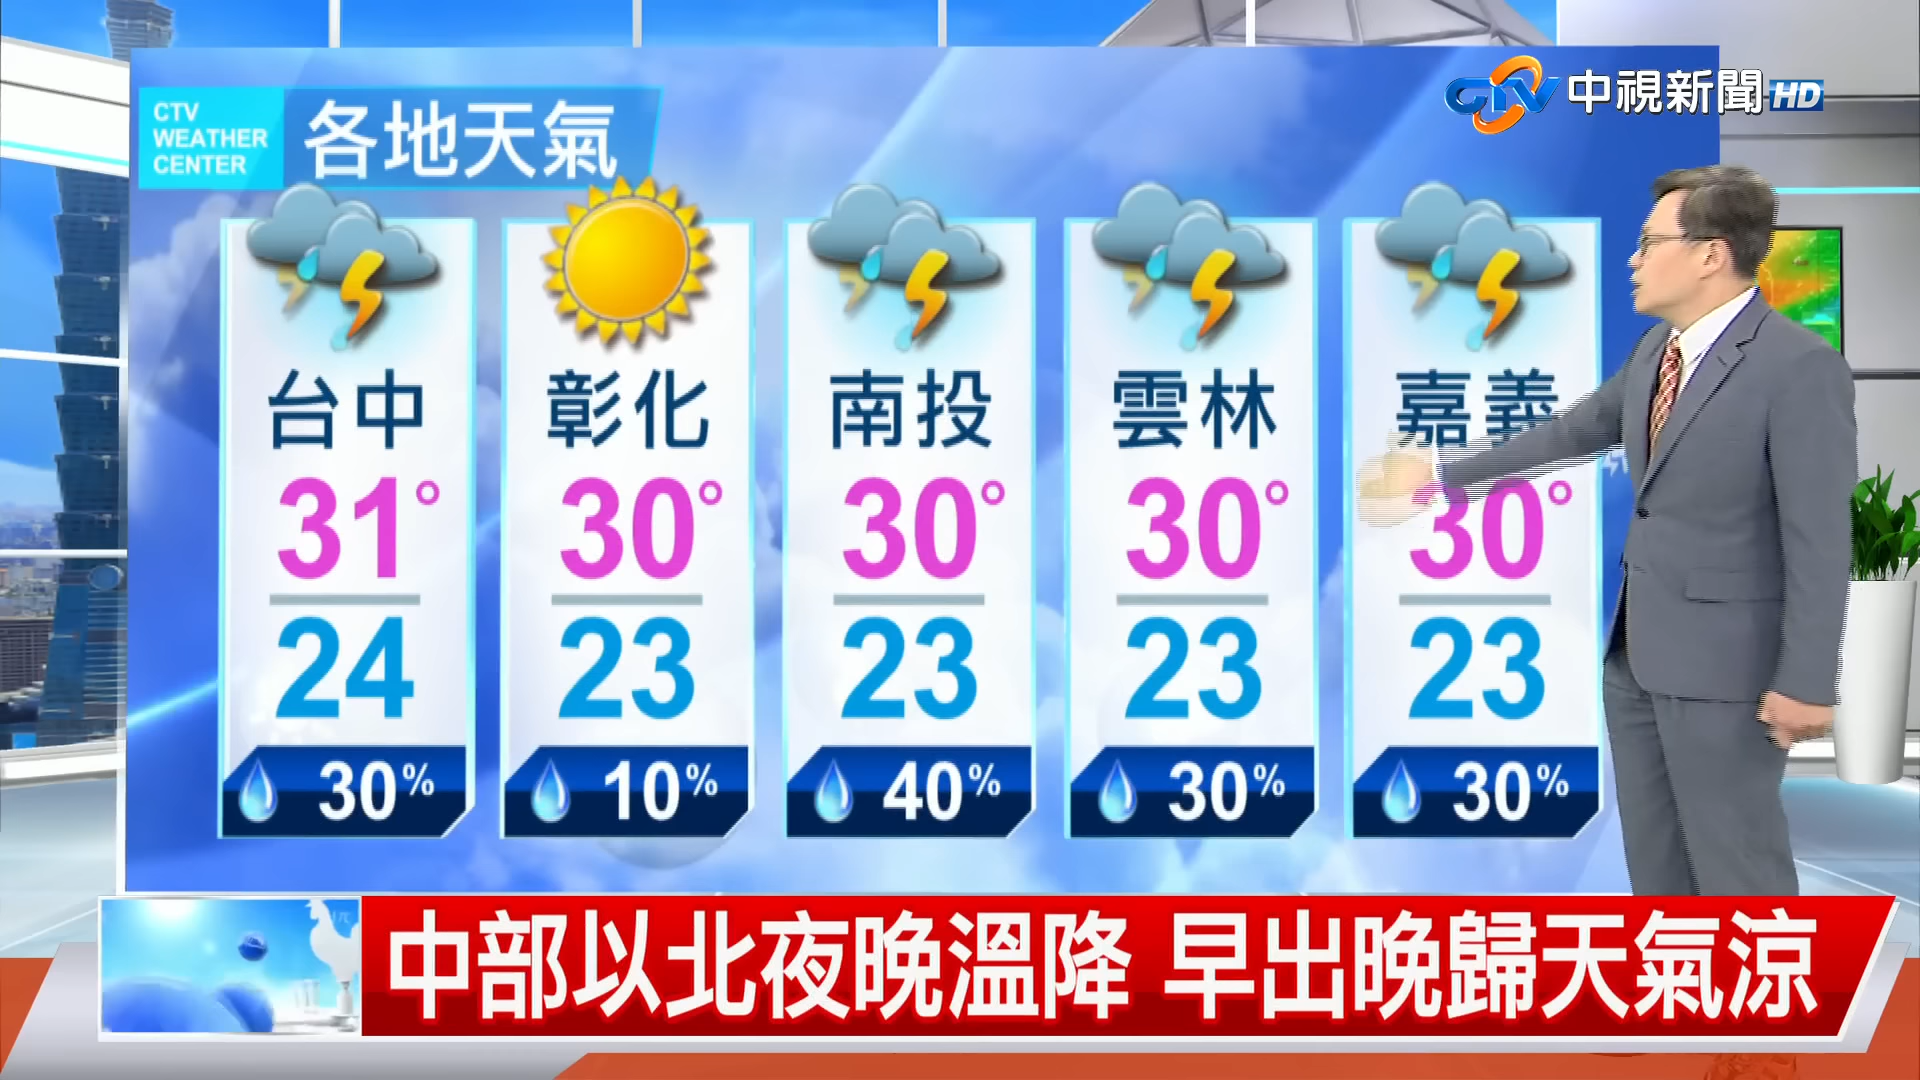 CTV
WEATHER
CENTER
各地天氣
CTV 中視新聞 HD
台中
31°
24
30%
彰化
30°
23
10%
南投
30°
23
40%
雲林
30°
23
30%
嘉義
30°
23
30%
中部以北夜晚溫降 早出晚歸天氣涼